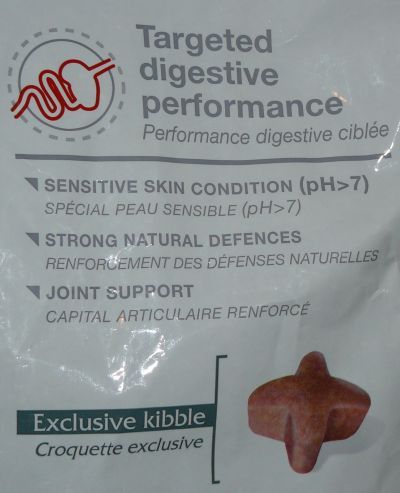 Targeted
digestive
performance
Performance digestive ciblée
SENSITIVE SKIN CONDITION (pH>7)
SPÉCIAL PEAU SENSIBLE (pH>7)
STRONG NATURAL DEFENCES
RENFORCEMENT DES DÉFENSES NATURELLES
JOINT SUPPORT
CAPITAL ARTICULAIRE RENFORCÉ
Exclusive kibble
Croquette exclusive